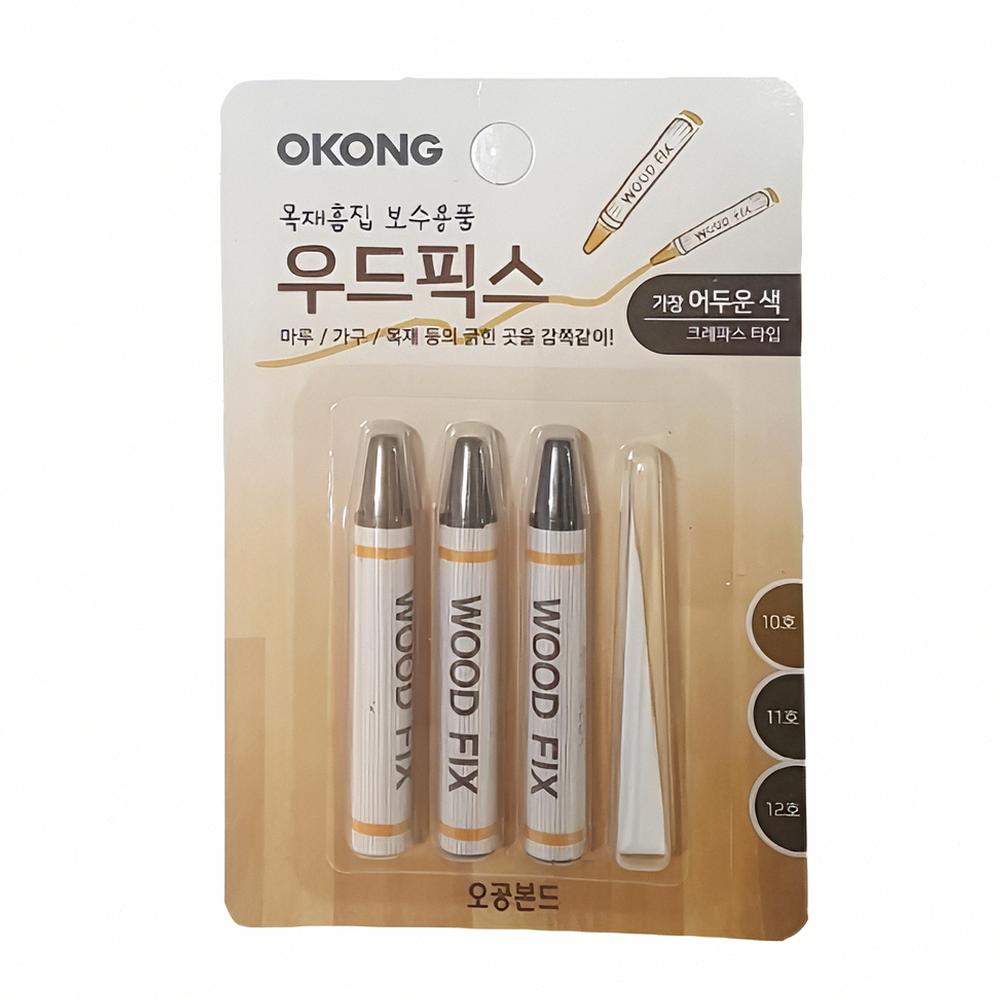 OKONG
목재흠집 보수용품
우드픽스
마루 / 가구 / 목재 등의 긁힌 곳을 감쪽같이!
WOOD FIX
WOOD FIX
가장 어두운 색
크레파스 타입
WOOD FIX
WOOD FIX
WOOD FIX
10호
11호
12호
오공본드